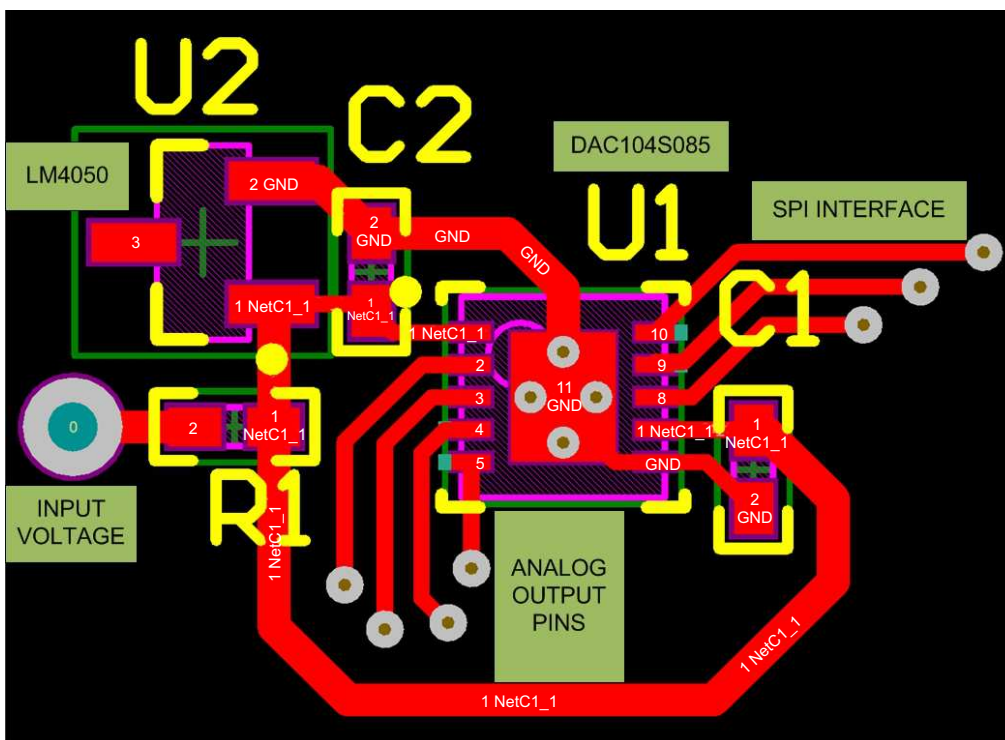 U2
C2
LM4050
DAC104S085
U1
SPI INTERFACE
2 GND
2
GND
GND
GND
3
1 NetC1_1
1
NetC1_1
C1
1 NetC1_1
10
2
9
11
GND
3
8
0
2
1
NetC1_1
4
1 NetC1_1
1
NetC1_1
5
GND
R1
2
GND
INPUT
VOLTAGE
1 NetC1_1
ANALOG
OUTPUT
PINS
1 NetC1_1
1 NetC1_1